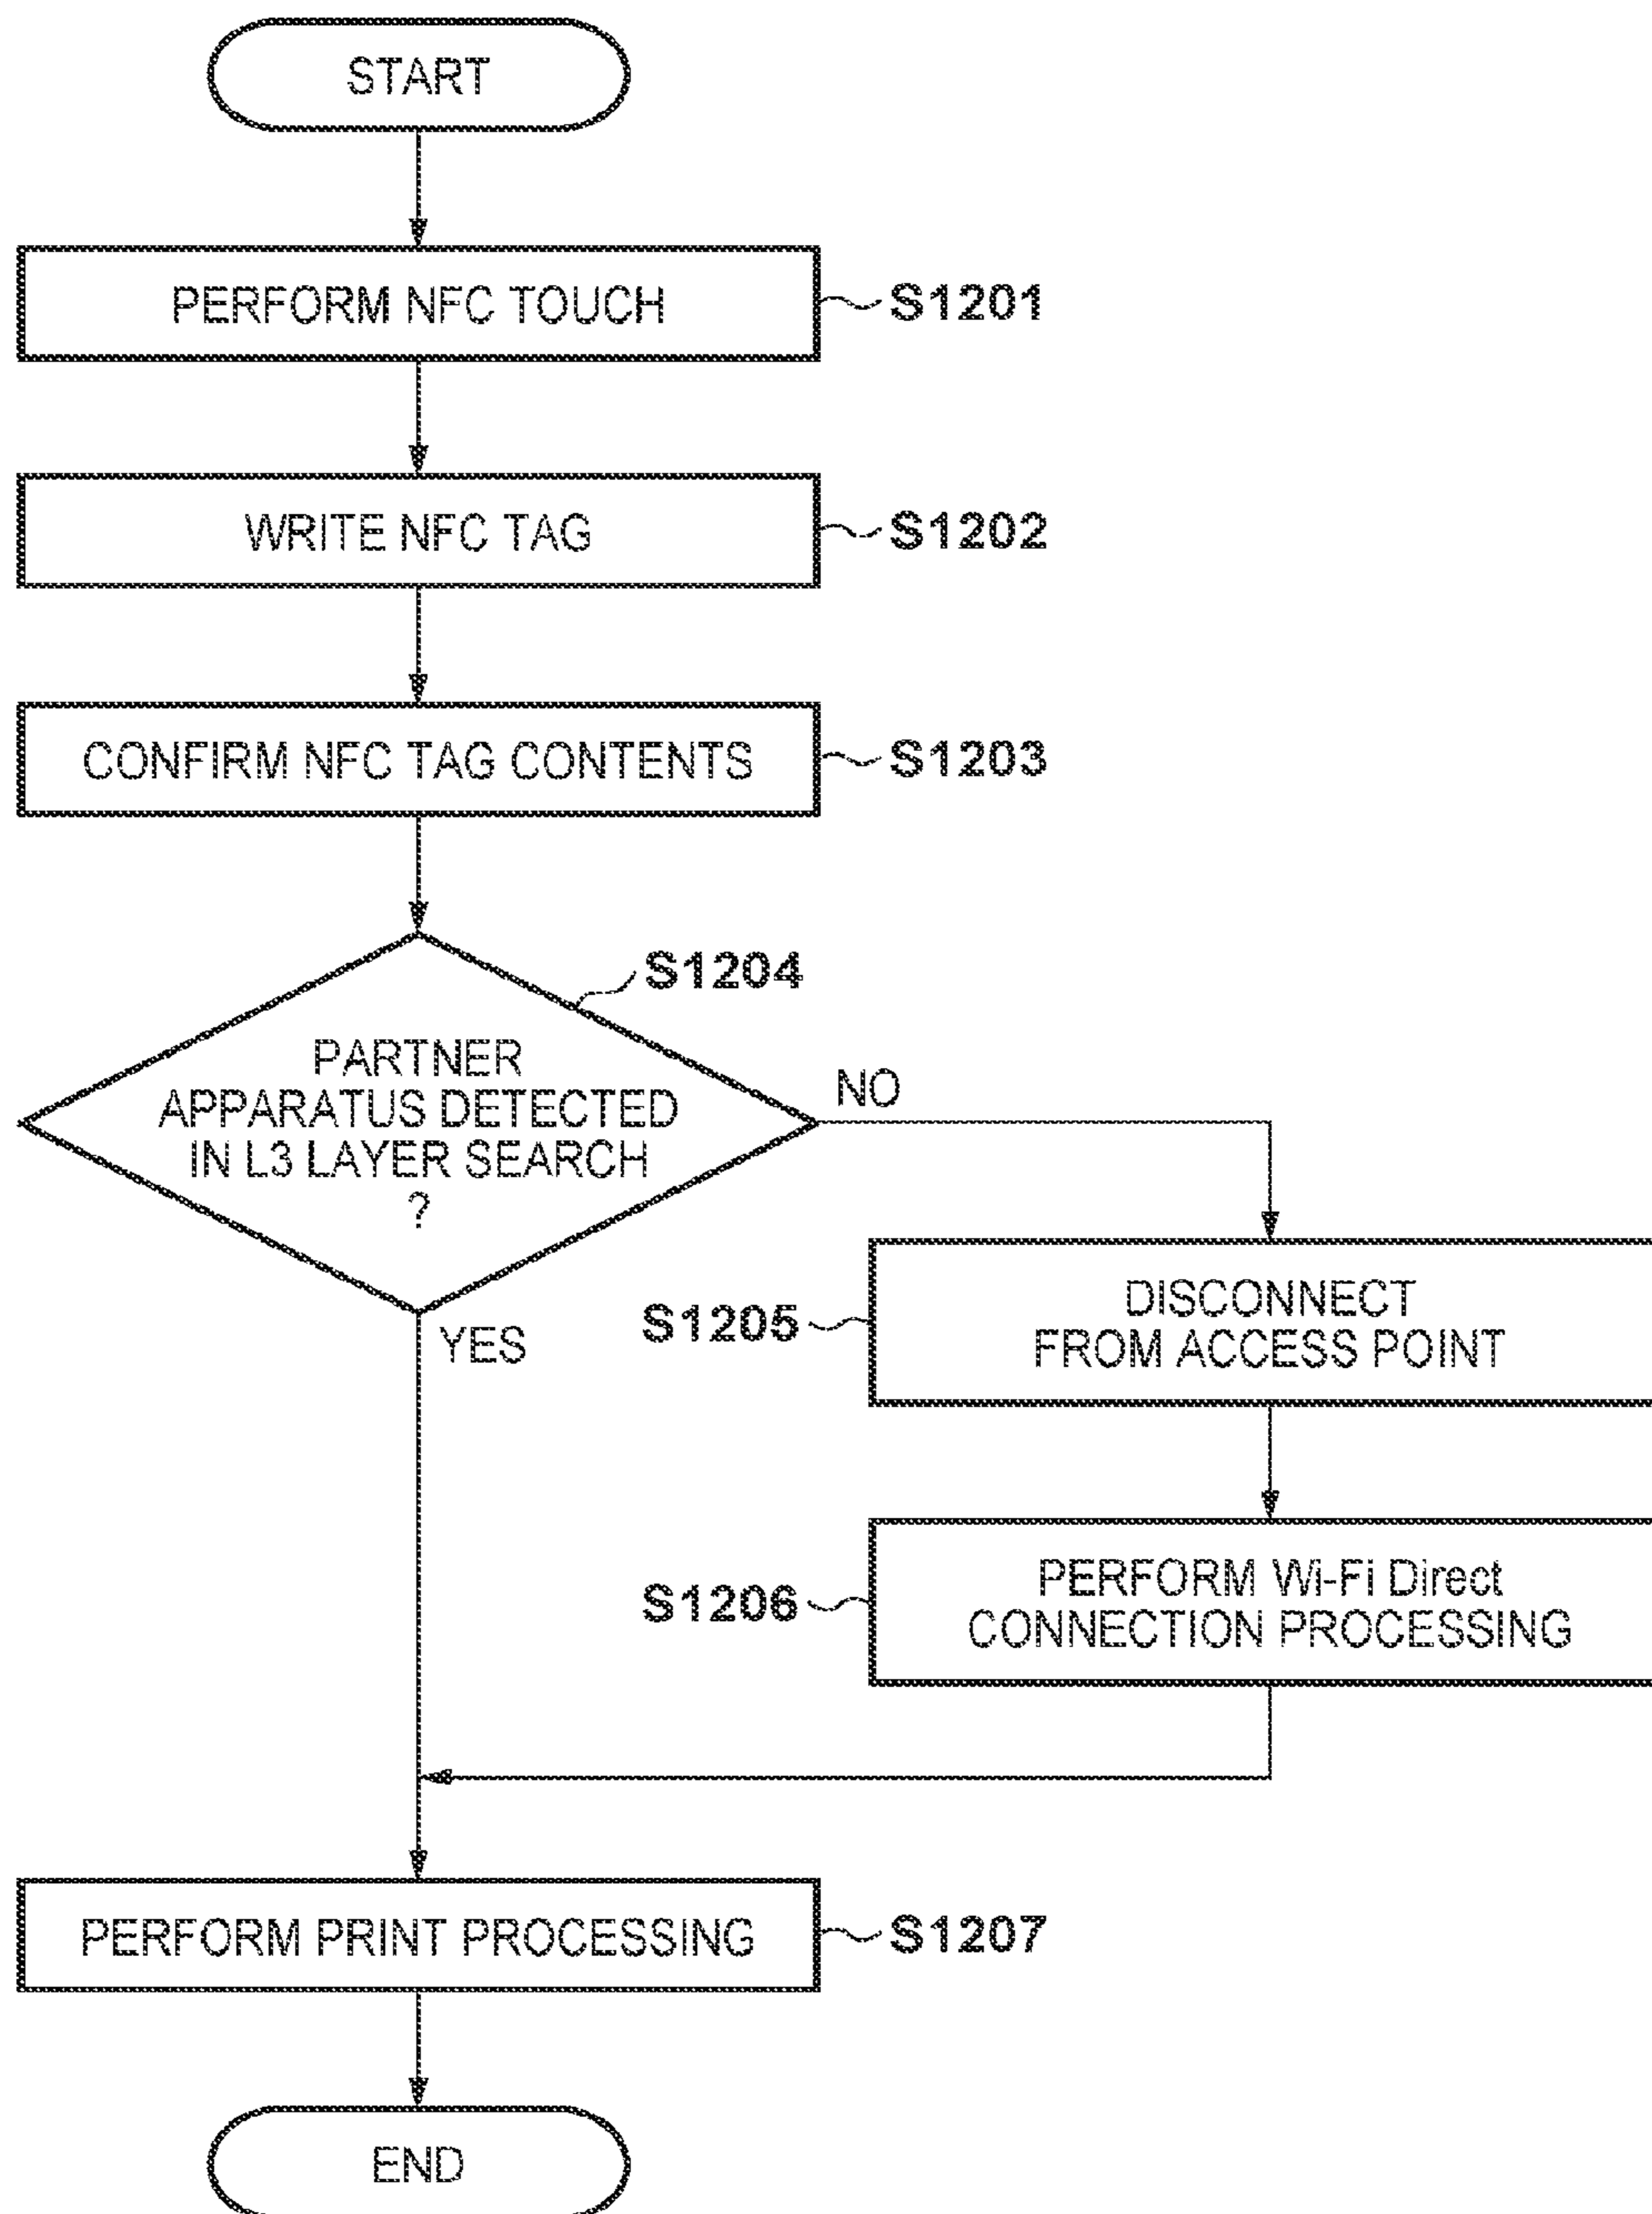 START
PERFORM NFC TOUCH
S1201
WRITE NFC TAG
S1202
CONFIRM NFC TAG CONTENTS
S1203
S1204
PARTNER
APPARATUS DETECTED
IN L3 LAYER SEARCH
?
NO
YES
S1205
DISCONNECT
FROM ACCESS POINT
S1206
PERFORM Wi-Fi Direct
CONNECTION PROCESSING
PERFORM PRINT PROCESSING
S1207
END